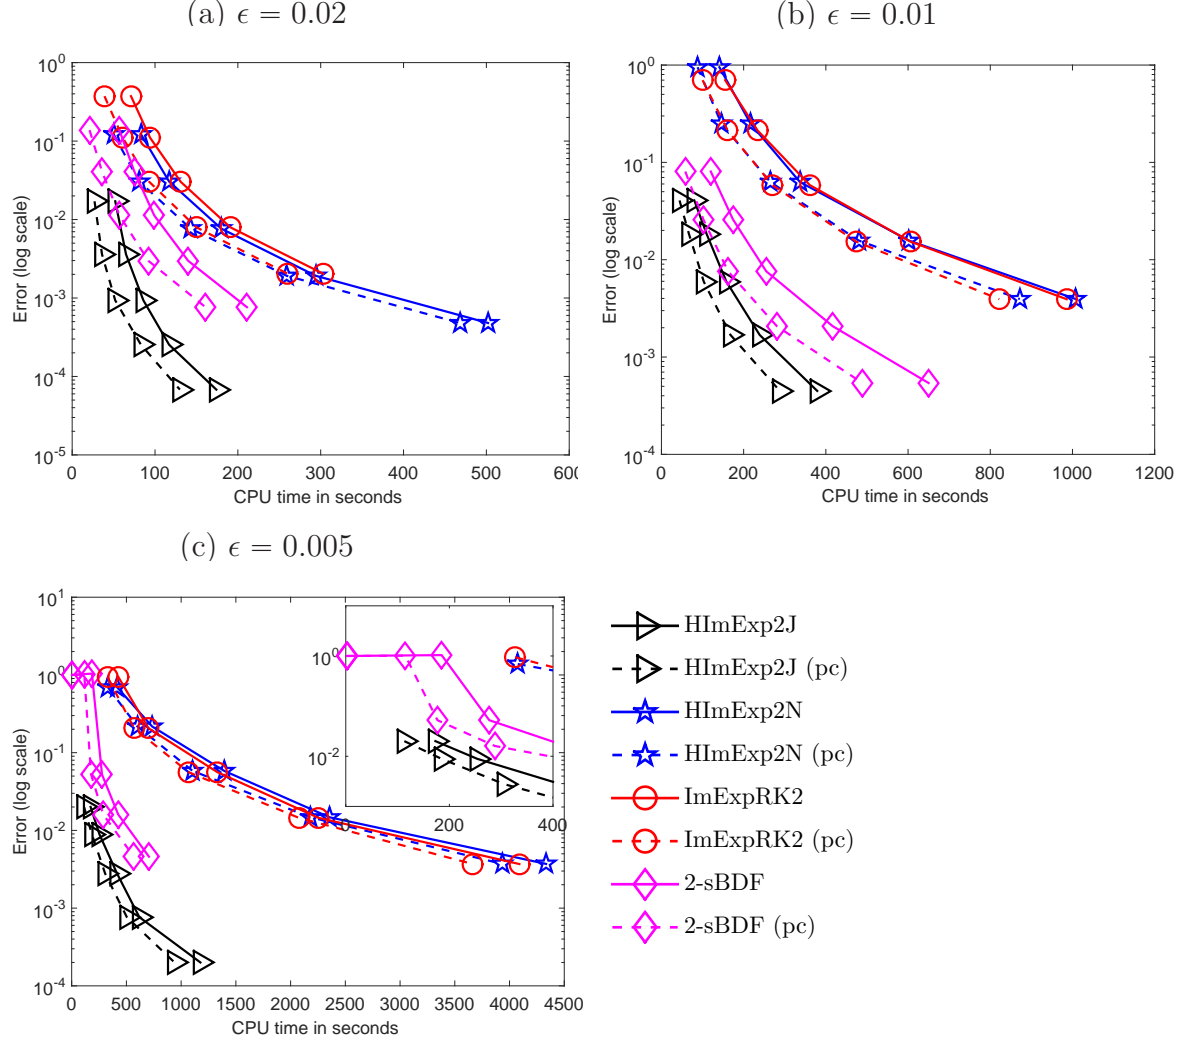 (a) ϵ = 0.02
10^0
10^-1
10^-2
10^-3
10^-4
10^-5
Error (log scale)
0 100 200 300 400 500 600
CPU time in seconds
(b) ϵ = 0.01
10^0
10^-1
10^-2
10^-3
10^-4
Error (log scale)
0 200 400 600 800 1000 1200
CPU time in seconds
(c) ϵ = 0.005
10^1
10^0
10^-1
10^-2
10^-3
10^-4
Error (log scale)
0 500 1000 1500 2000 2500 3000 3500 4000 4500
CPU time in seconds
10^0
10^-2
0 200 400
HImExp2J
HImExp2J (pc)
HImExp2N
HImExp2N (pc)
ImExpRK2
ImExpRK2 (pc)
2-sBDF
2-sBDF (pc)